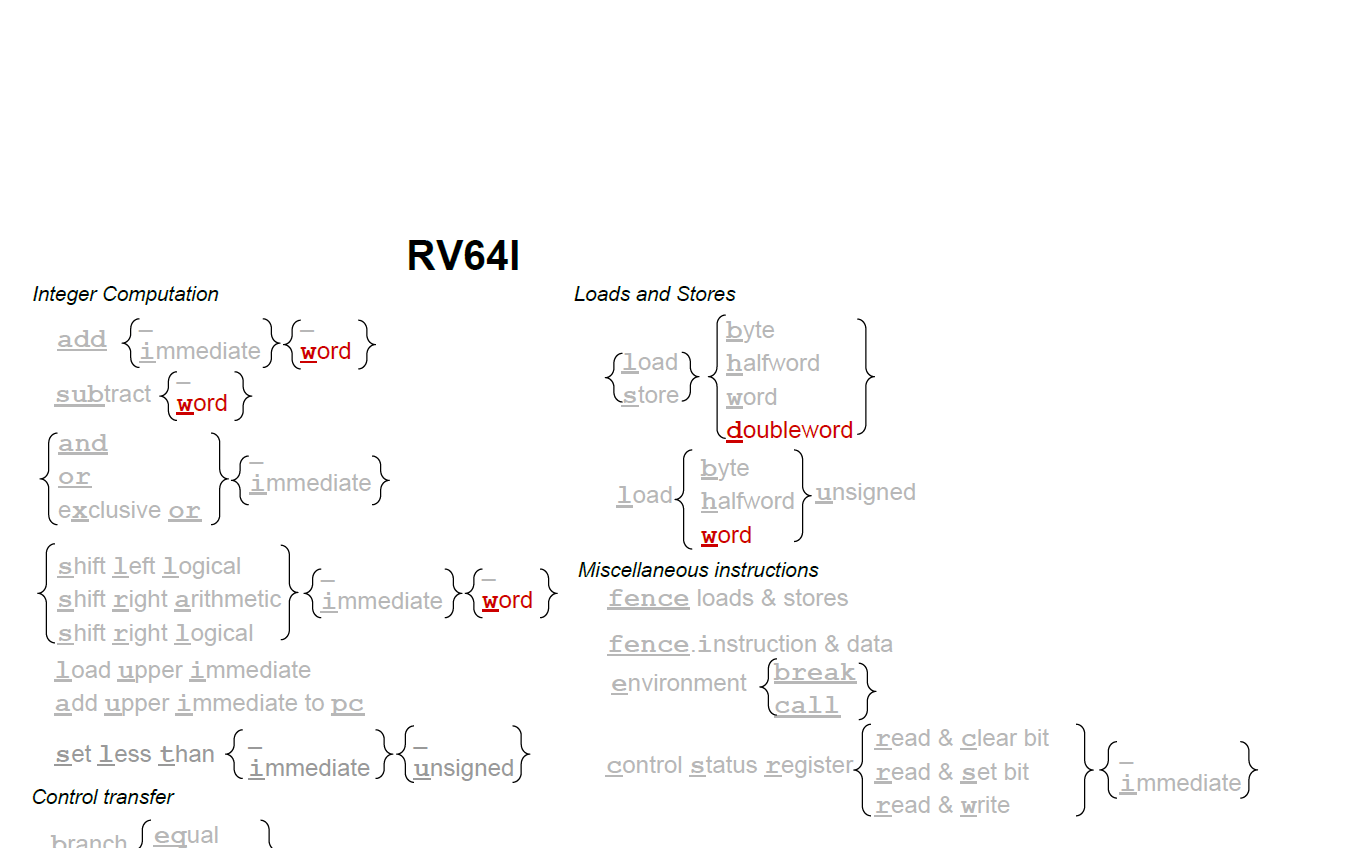 RV64I
Integer Computation
add { _ immediate } { _ word }
subtract { _ word }
{ and
or
exclusive or } { _ immediate }
{ shift left logical
shift right arithmetic
shift right logical } { _ immediate } { _ word }
load upper immediate
add upper immediate to pc
set less than { _ immediate } { _ unsigned }
Control transfer
branch { equal }
Loads and Stores
{ load
store } { byte
halfword
word
doubleword }
load { byte
halfword
word } unsigned
Miscellaneous instructions
fence loads & stores
fence.instruction & data
environment { break
call }
control status register { read & clear bit
read & set bit
read & write } { _ immediate }